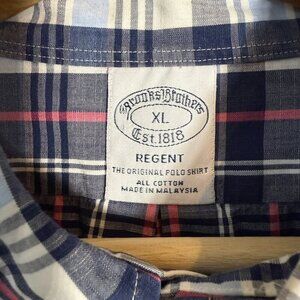 Brooks Brothers
XL
Est. 1818
REGENT
THE ORIGINAL POLO SHIRT
ALL COTTON
MADE IN MALAYSIA